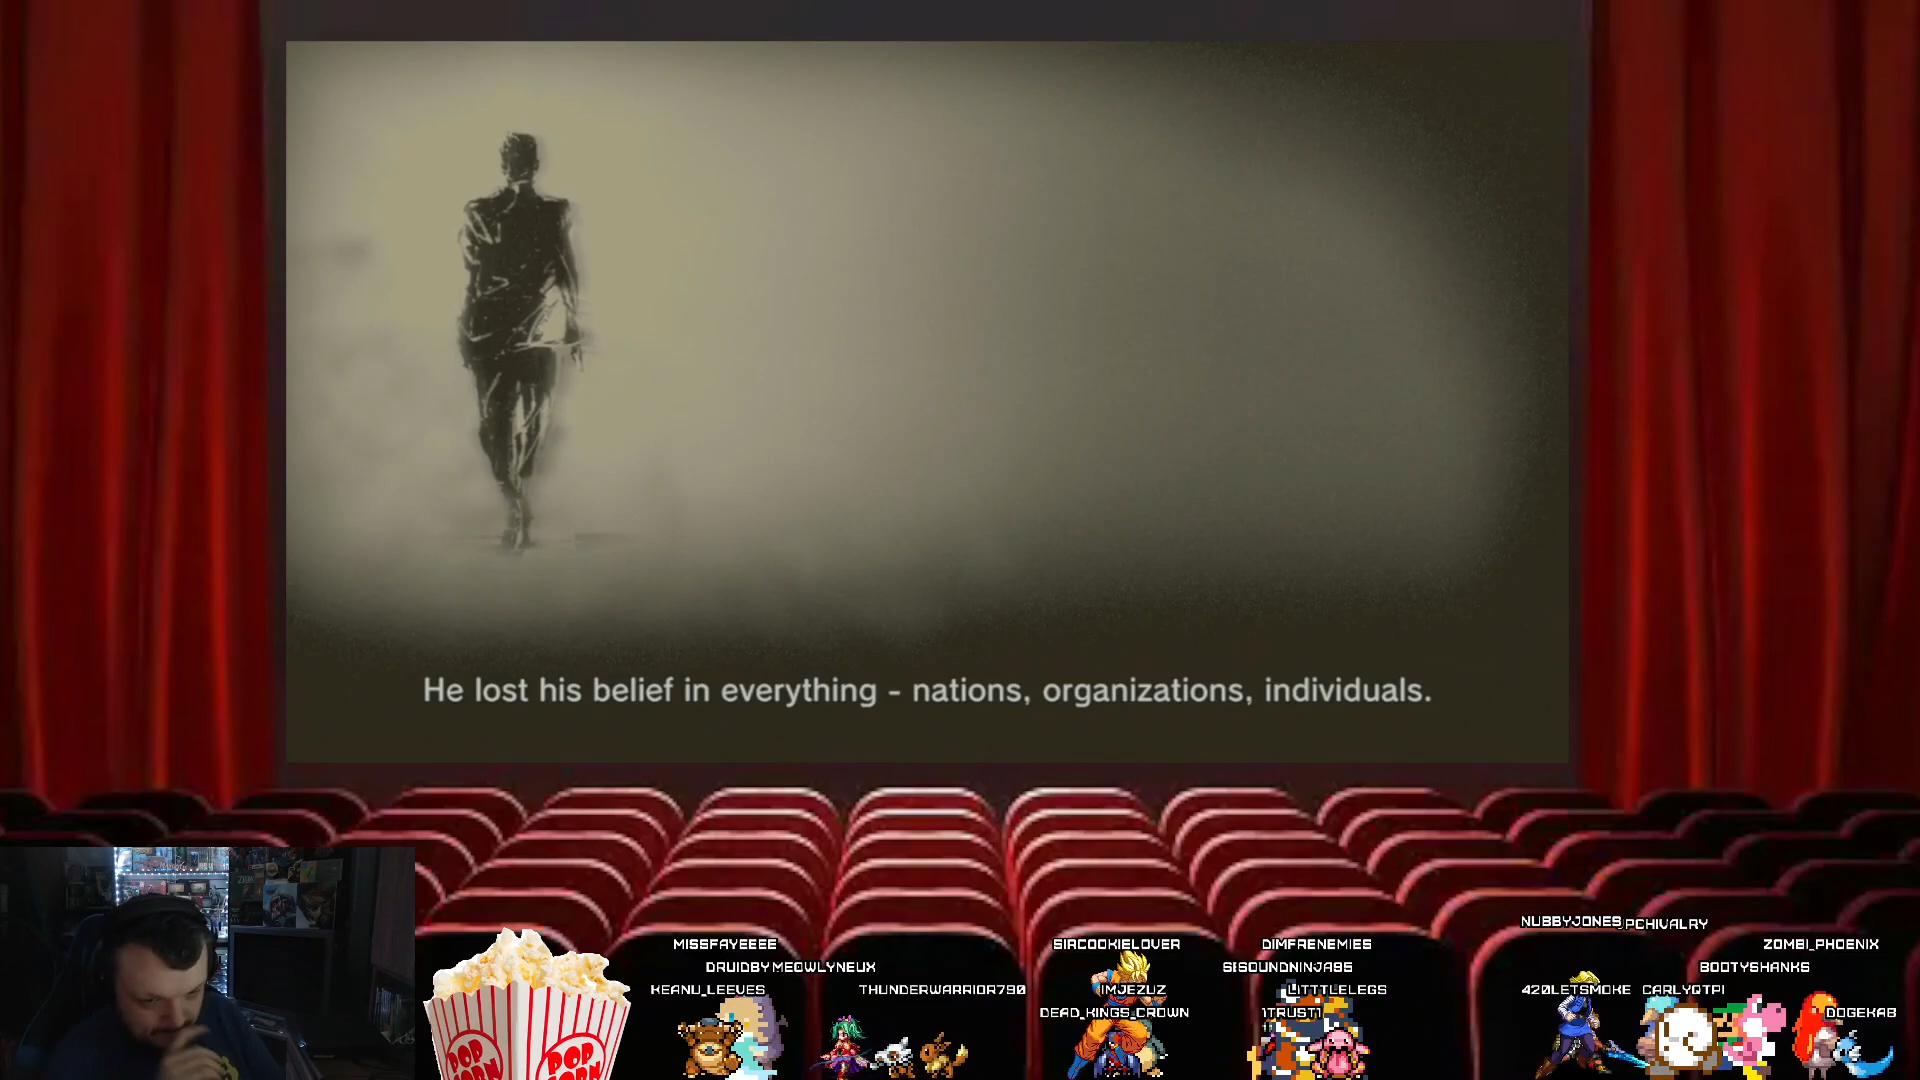 He lost his belief in everything - nations, organizations, individuals.
NUBBYJONES
PCHIVALRY
MISSFAYEEEE
SIRCOOKIELOVER
DIMFRENEMIES
ZOMBI_PHOENIX
DRUIDBYMEOWLYNEUX
SOUNDNINJA95
BOOTYSHANKS
KEANU_LEEVES
THUNDERWARRIOR790
IMJEZUZ
LITTTLELEGS
420LETSMOKE
CARLYQTPI
DEAD_KINGS_CROWN
1TRUST1
DOGEKAB
POP
CORN
POP
CORN